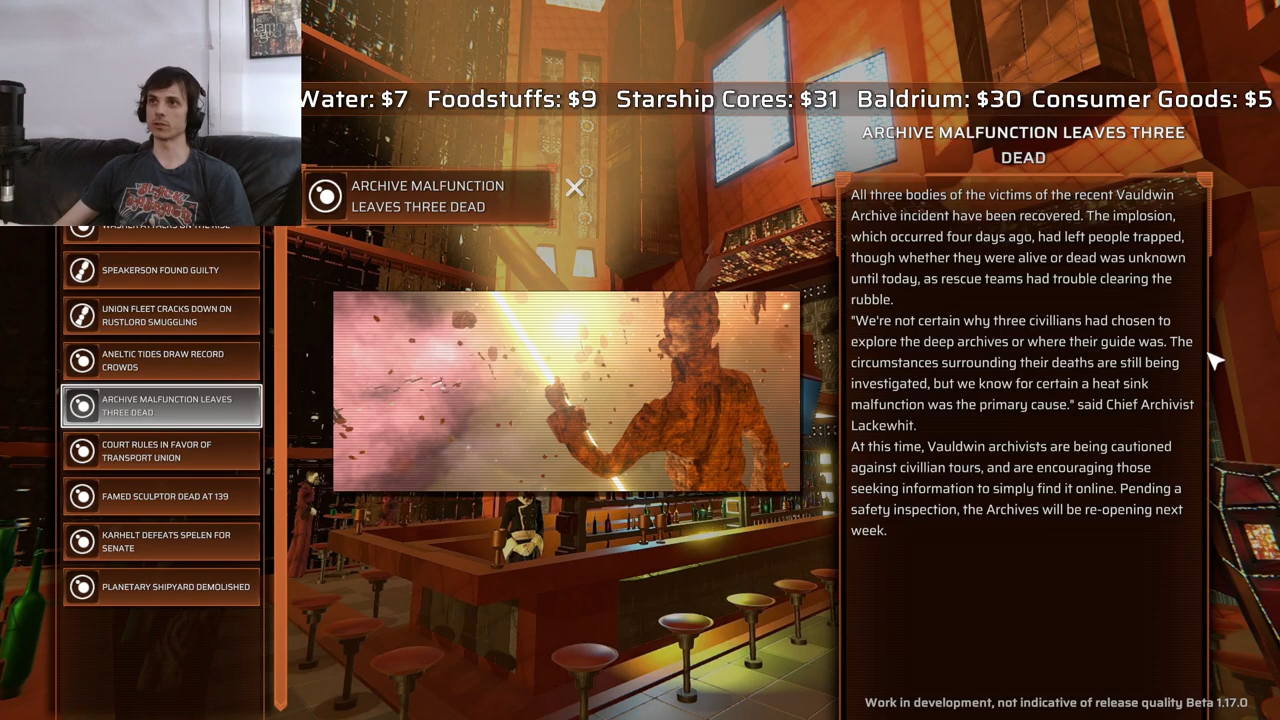 Water: $7 Foodstuffs: $9 Starship Cores: $31 Baldrium: $30 Consumer Goods: $5
ARCHIVE MALFUNCTION LEAVES THREE
DEAD
ARCHIVE MALFUNCTION
LEAVES THREE DEAD
WASHER ATTACKS ON THE RISE
SPEAKERSON FOUND GUILTY
UNION FLEET CRACKS DOWN ON
RUSTLORD SMUGGLING
ANELTIC TIDES DRAW RECORD
CROWDS
ARCHIVE MALFUNCTION LEAVES
THREE DEAD
COURT RULES IN FAVOR OF
TRANSPORT UNION
FAMED SCULPTOR DEAD AT 139
KARHELT DEFEATS SPELEN FOR
SENATE
PLANETARY SHIPYARD DEMOLISHED
All three bodies of the victims of the recent Vauldwin
Archive incident have been recovered. The implosion,
which occurred four days ago, had left people trapped,
though whether they were alive or dead was unknown
until today, as rescue teams had trouble clearing the
rubble.
"We're not certain why three civillians had chosen to
explore the deep archives or where their guide was. The
circumstances surrounding their deaths are still being
investigated, but we know for certain a heat sink
malfunction was the primary cause." said Chief Archivist
Lackewhit.
At this time, Vauldwin archivists are being cautioned
against civillian tours, and are encouraging those
seeking information to simply find it online. Pending a
safety inspection, the Archives will be re-opening next
week.
Work in development, not indicative of release quality Beta 1.17.0